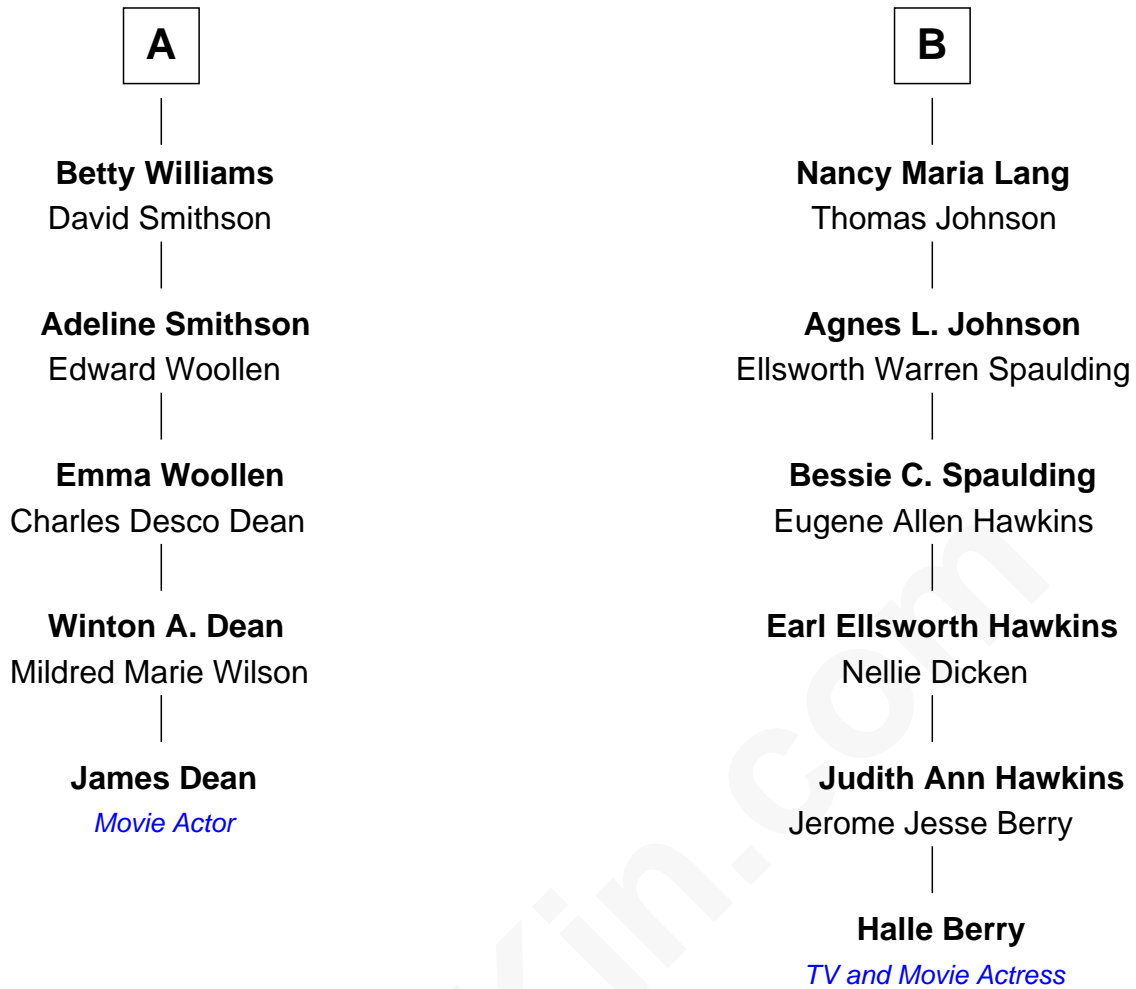 A
Betty Williams
David Smithson
Adeline Smithson
Edward Woollen
Emma Woollen
Charles Desco Dean
Winton A. Dean
Mildred Marie Wilson
James Dean
Movie Actor
B
Nancy Maria Lang
Thomas Johnson
Agnes L. Johnson
Ellsworth Warren Spaulding
Bessie C. Spaulding
Eugene Allen Hawkins
Earl Ellsworth Hawkins
Nellie Dicken
Judith Ann Hawkins
Jerome Jesse Berry
Halle Berry
TV and Movie Actress